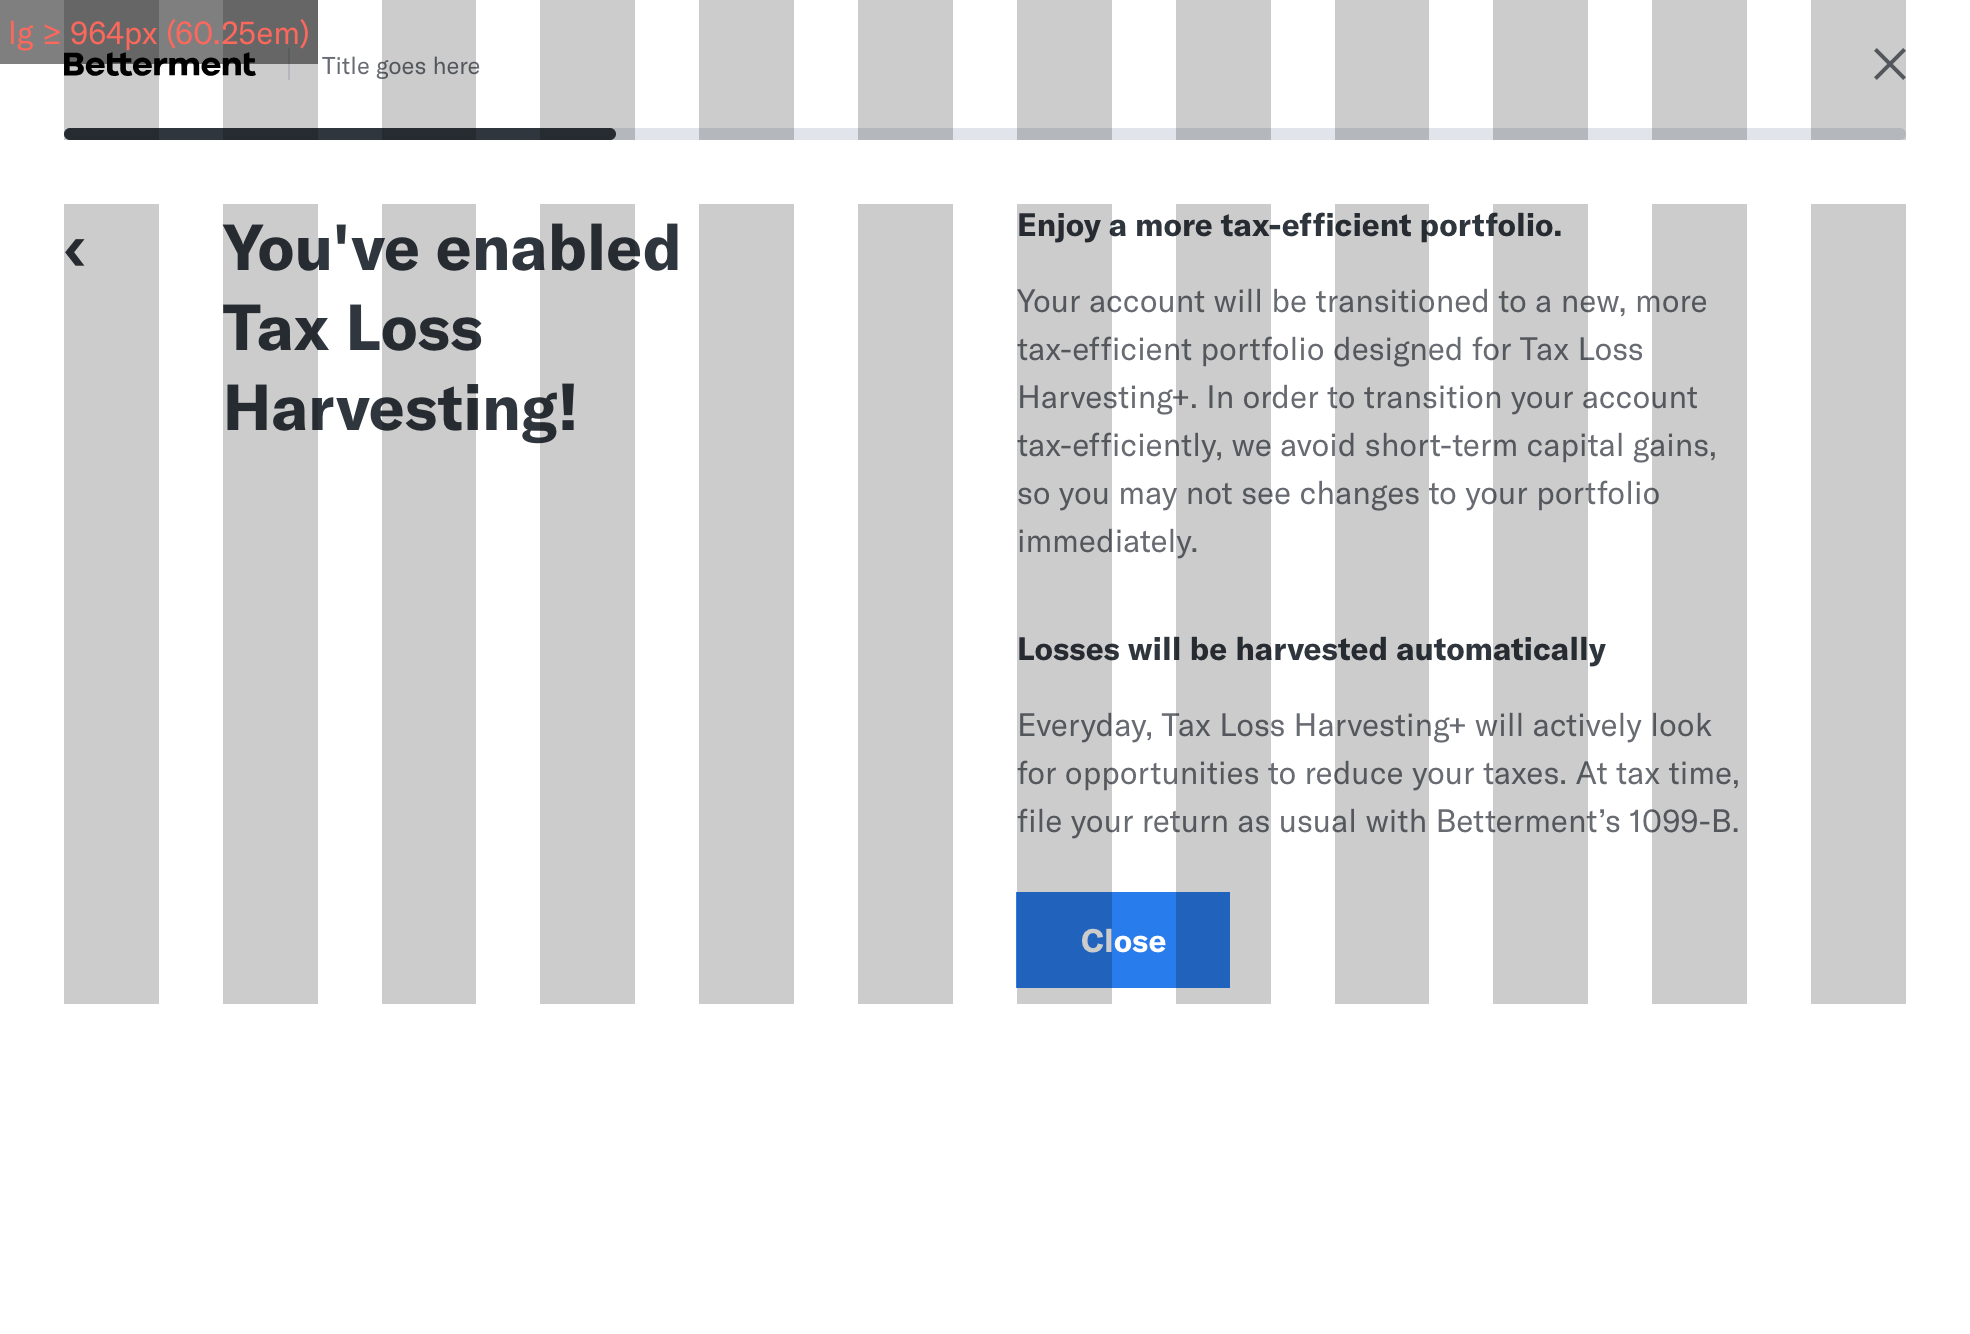 lg ≥ 964px (60.25em)
Betterment
Title goes here
You've enabled
Tax Loss
Harvesting!
Enjoy a more tax-efficient portfolio.
Your account will be transitioned to a new, more
tax-efficient portfolio designed for Tax Loss
Harvesting+. In order to transition your account
tax-efficiently, we avoid short-term capital gains,
so you may not see changes to your portfolio
immediately.
Losses will be harvested automatically
Everyday, Tax Loss Harvesting+ will actively look
for opportunities to reduce your taxes. At tax time,
file your return as usual with Betterment’s 1099-B.
Close